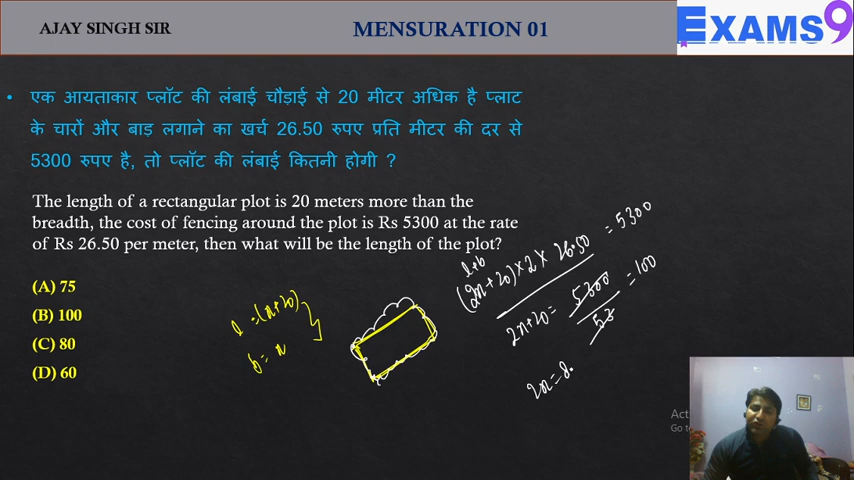 AJAY SINGH SIR
MENSURATION 01
EXAMS9
• एक आयताकार प्लॉट की लंबाई चौड़ाई से 20 मीटर अधिक है प्लाट
के चारों और बाड़ लगाने का खर्च 26.50 रुपए प्रति मीटर की दर से
5300 रुपए है, तो प्लॉट की लंबाई कितनी होगी ?
The length of a rectangular plot is 20 meters more than the
breadth, the cost of fencing around the plot is Rs 5300 at the rate
of Rs 26.50 per meter, then what will be the length of the plot?
(A) 75
(B) 100
(C) 80
(D) 60
l = (x+20)
b = x
l+b
(2x+20)×2×26.50 = 5300
2x+20 = 5300/53 = 100
2x=8.
Act
Go to